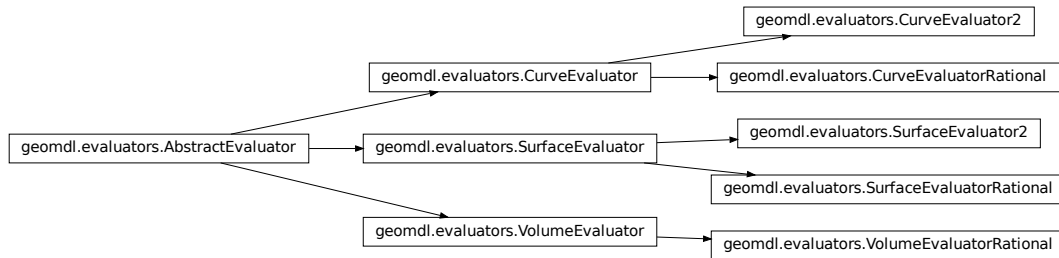 geomdl.evaluators.CurveEvaluator2
geomdl.evaluators.CurveEvaluator
geomdl.evaluators.CurveEvaluatorRational
geomdl.evaluators.AbstractEvaluator
geomdl.evaluators.SurfaceEvaluator
geomdl.evaluators.SurfaceEvaluator2
geomdl.evaluators.SurfaceEvaluatorRational
geomdl.evaluators.VolumeEvaluator
geomdl.evaluators.VolumeEvaluatorRational